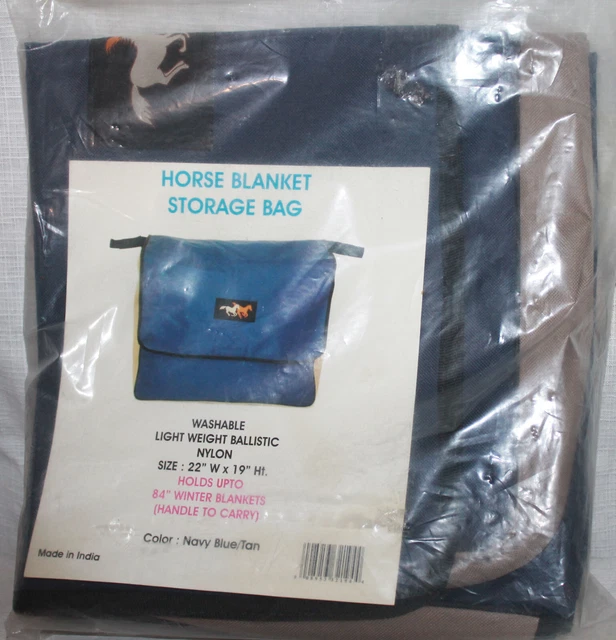 HORSE BLANKET
STORAGE BAG
WASHABLE
LIGHT WEIGHT BALLISTIC
NYLON
SIZE : 22" W x 19" Ht.
HOLDS UPTO
84" WINTER BLANKETS
(HANDLE TO CARRY)
Color : Navy Blue/Tan
Made in India